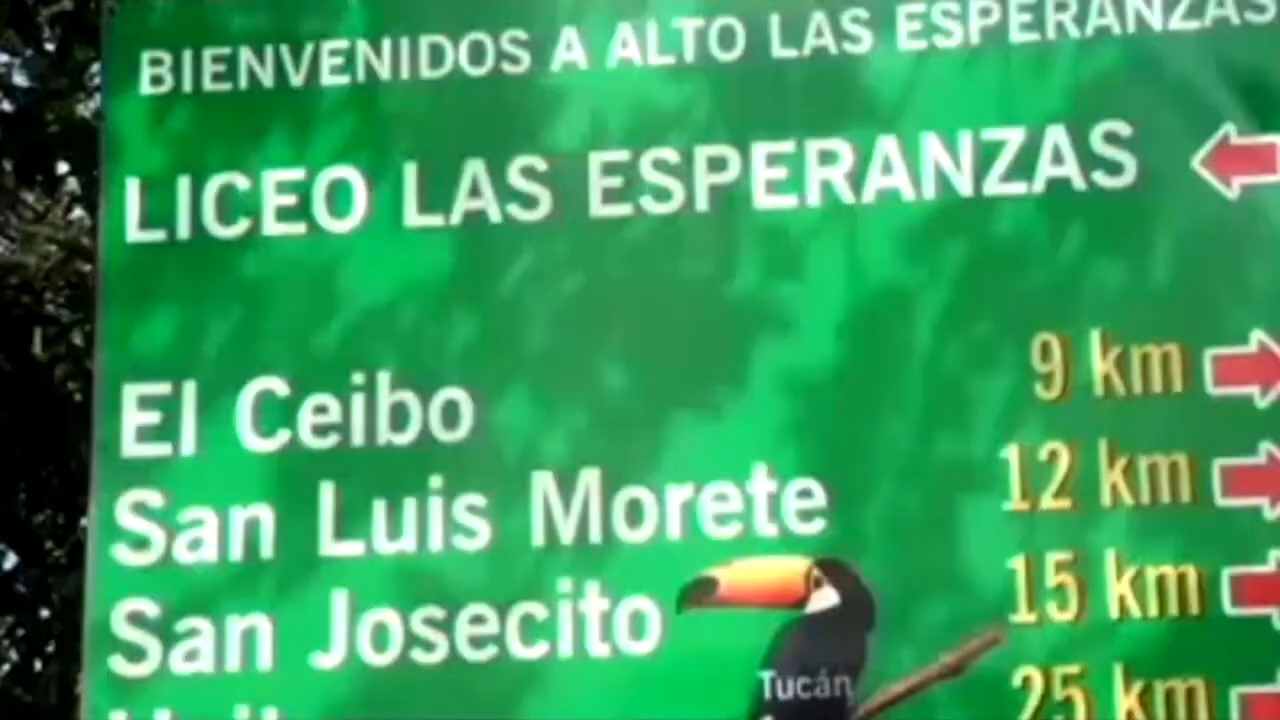 BIENVENIDOS A ALTO LAS ESPERANZAS
LICEO LAS ESPERANZAS
El Ceibo 9 km
San Luis Morete 12 km
San Josecito 15 km
Tucán
25 km